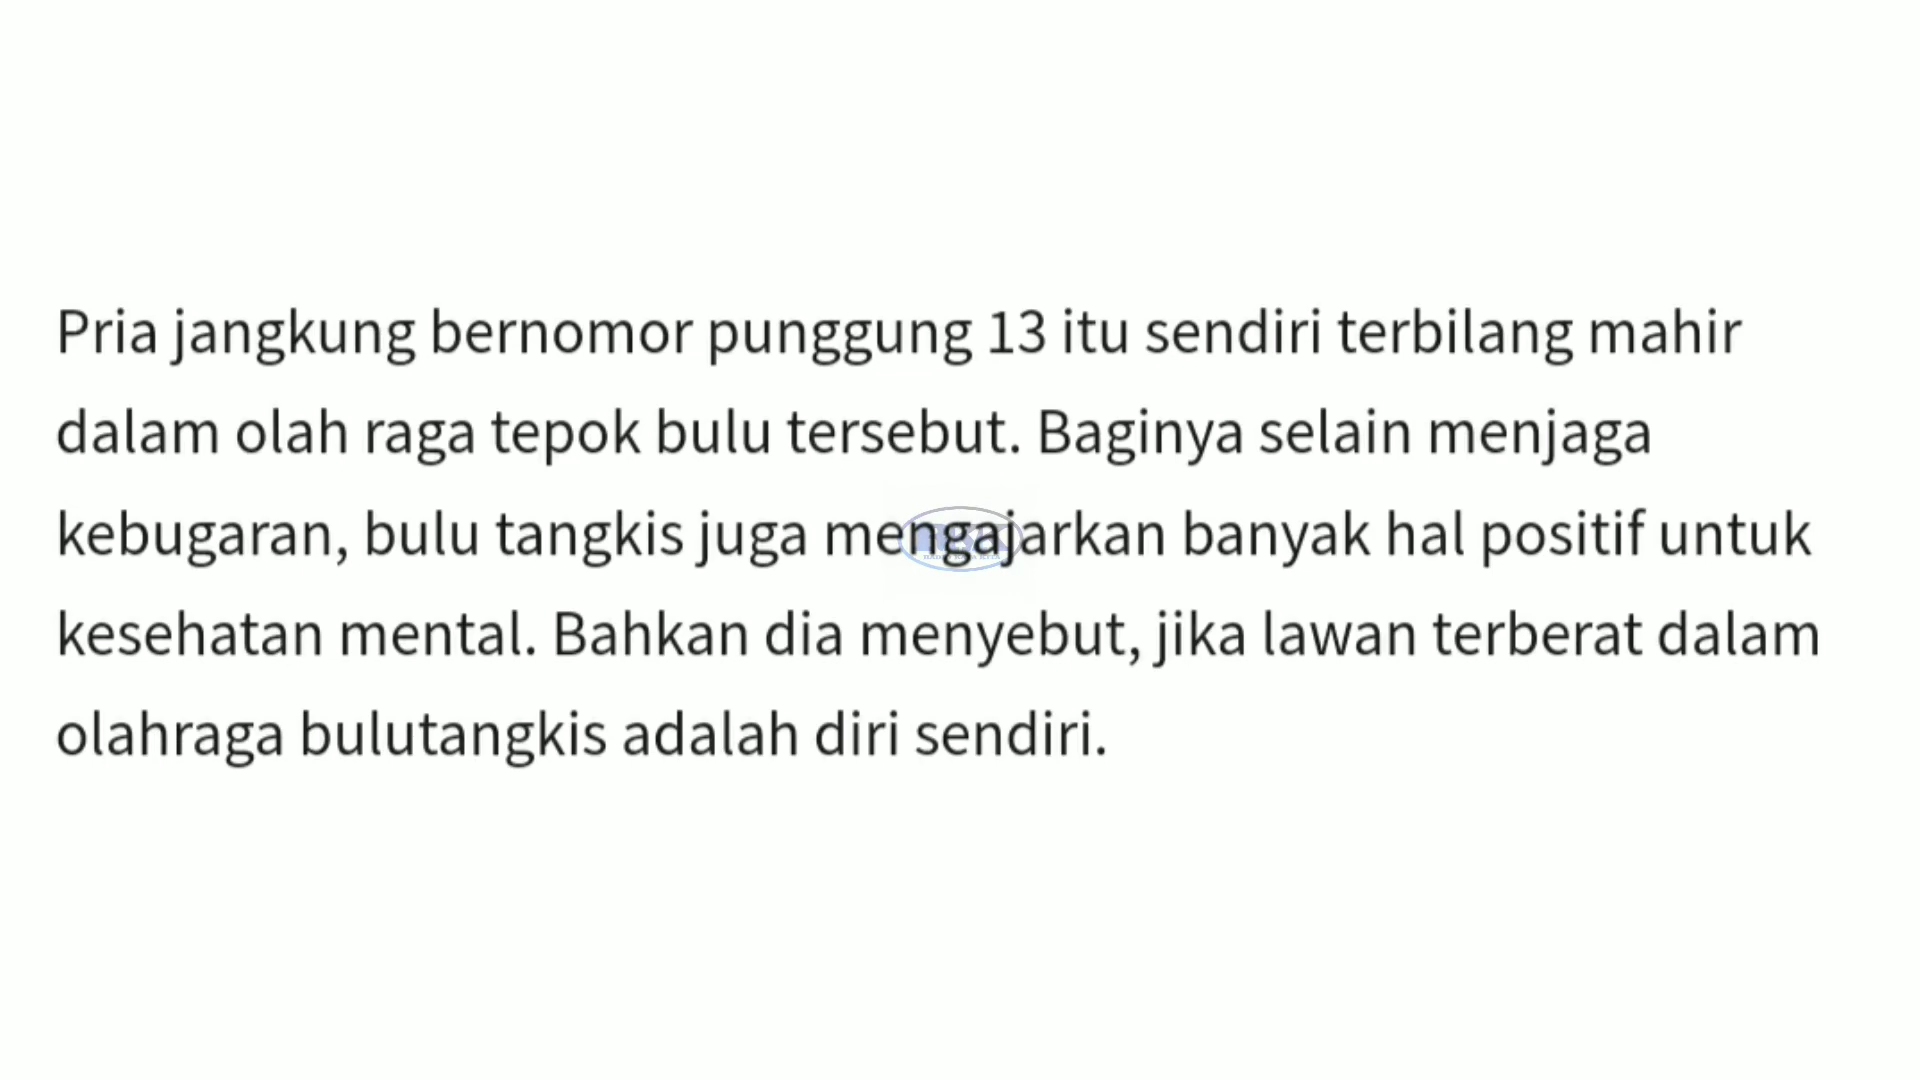 Pria jangkung bernomor punggung 13 itu sendiri terbilang mahir
dalam olah raga tepok bulu tersebut. Baginya selain menjaga
kebugaran, bulu tangkis juga mengajarkan banyak hal positif untuk
kesehatan mental. Bahkan dia menyebut, jika lawan terberat dalam
olahraga bulutangkis adalah diri sendiri.